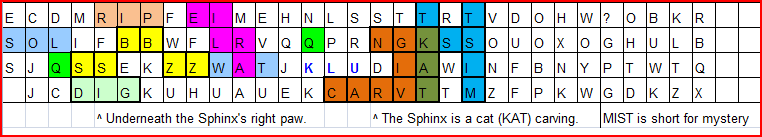 E C D M R I P F E I M E H N L S S T T R T V D O H W ? O B K R
S O L I F B B W F L R V Q Q P R N G K S S O U O X O G H U L B
S J Q S S E K Z Z W A T J K L U D I A W I N F B N Y P T W T Q
J C D I G K U H U A U E K C A R V T T M Z F P K W G D K Z X
^ Underneath the Sphinx's right paw. ^ The Sphinx is a cat (KAT) carving. MIST is short for mystery